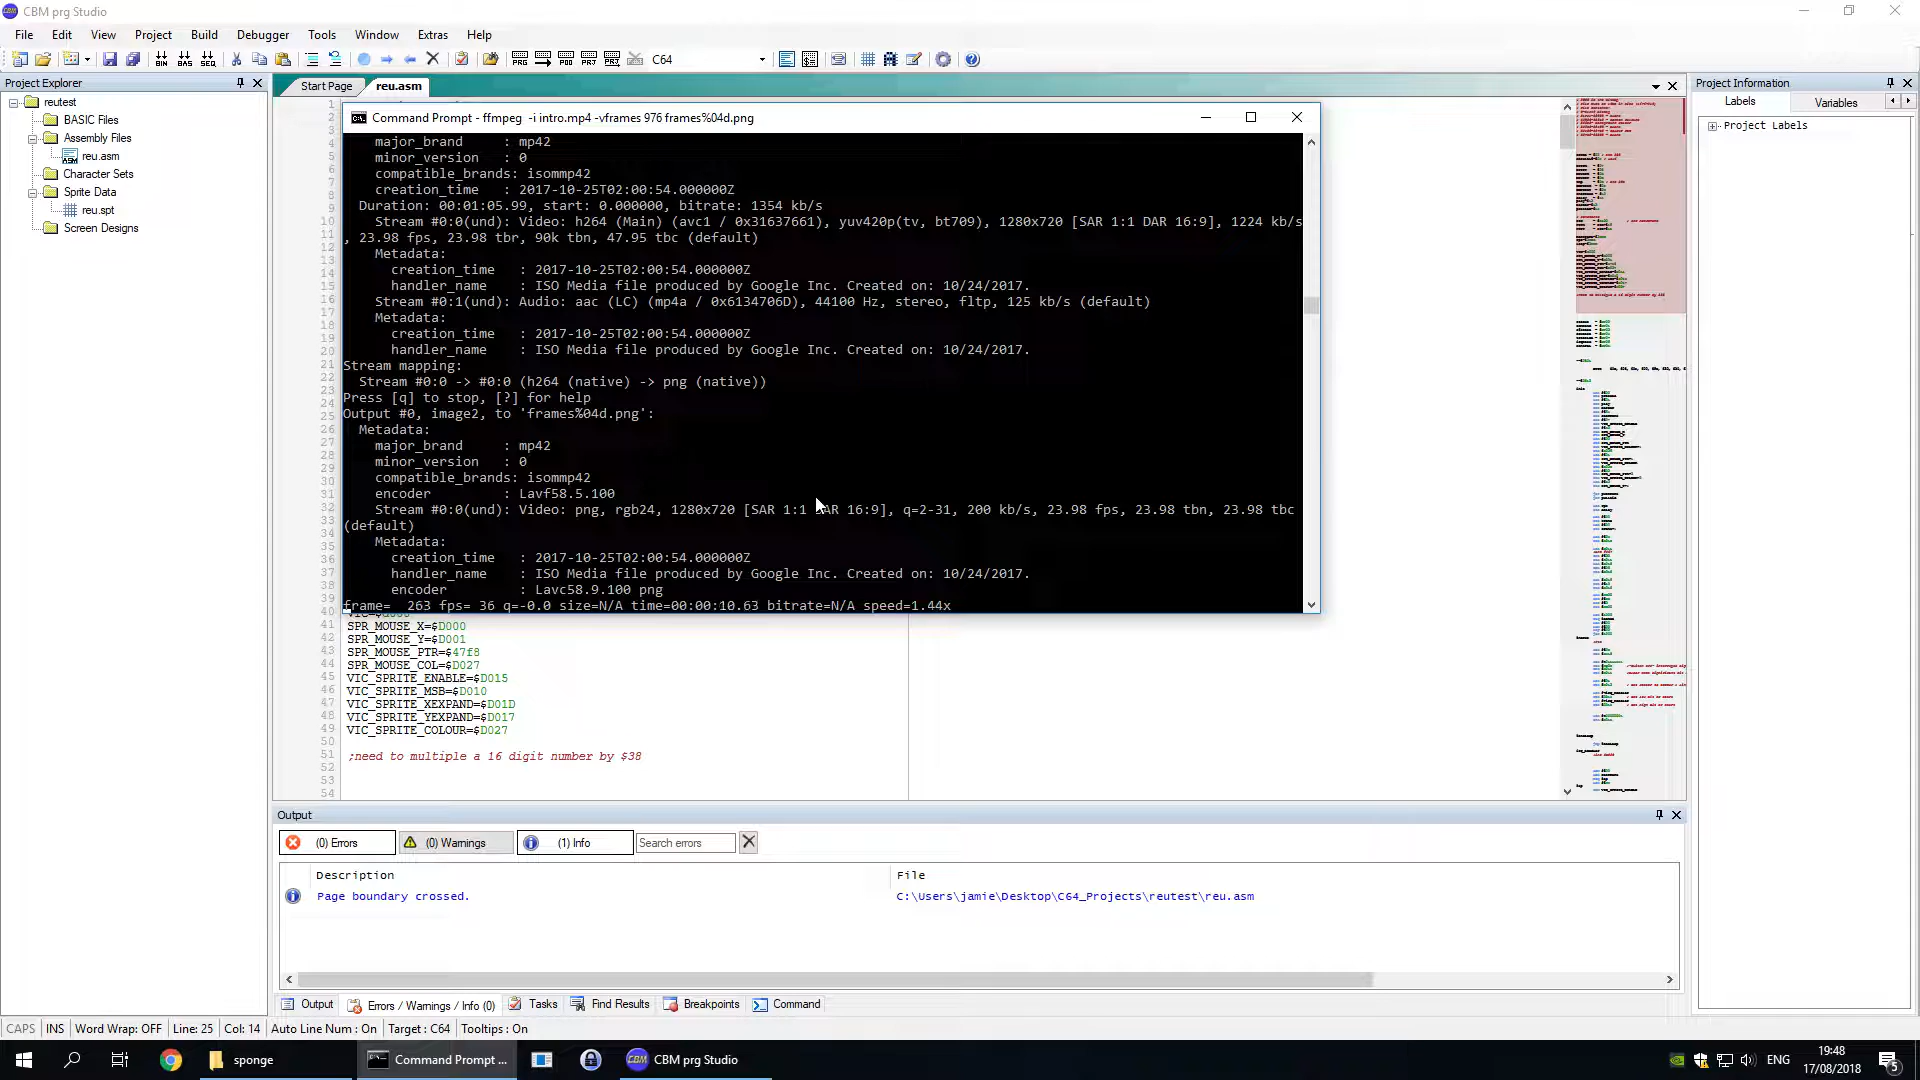 CBM prg Studio
File Edit View Project Build Debugger Tools Window Extras Help
C64
Project Explorer
reutest
BASIC Files
Assembly Files
reu.asm
Character Sets
Sprite Data
reu.spt
Screen Designs
Start Page reu.asm
Command Prompt - ffmpeg  -i intro.mp4 -vframes 976 frames%04d.png
major_brand     : mp42
minor_version   : 0
compatible_brands: isommp42
creation_time   : 2017-10-25T02:00:54.000000Z
Duration: 00:01:05.99, start: 0.000000, bitrate: 1354 kb/s
Stream #0:0(und): Video: h264 (Main) (avc1 / 0x31637661), yuv420p(tv, bt709), 1280x720 [SAR 1:1 DAR 16:9], 1224 kb/s
, 23.98 fps, 23.98 tbr, 90k tbn, 47.95 tbc (default)
Metadata:
creation_time   : 2017-10-25T02:00:54.000000Z
handler_name    : ISO Media file produced by Google Inc. Created on: 10/24/2017.
Stream #0:1(und): Audio: aac (LC) (mp4a / 0x6134706D), 44100 Hz, stereo, fltp, 125 kb/s (default)
Metadata:
creation_time   : 2017-10-25T02:00:54.000000Z
handler_name    : ISO Media file produced by Google Inc. Created on: 10/24/2017.
Stream mapping:
Stream #0:0 -> #0:0 (h264 (native) -> png (native))
Press [q] to stop, [?] for help
Output #0, image2, to 'frames%04d.png':
Metadata:
major_brand     : mp42
minor_version   : 0
compatible_brands: isommp42
encoder         : Lavf58.5.100
Stream #0:0(und): Video: png, rgb24, 1280x720 [SAR 1:1 DAR 16:9], q=2-31, 200 kb/s, 23.98 fps, 23.98 tbn, 23.98 tbc
(default)
Metadata:
creation_time   : 2017-10-25T02:00:54.000000Z
handler_name    : ISO Media file produced by Google Inc. Created on: 10/24/2017.
encoder         : Lavc58.9.100 png
frame=  263 fps= 36 q=-0.0 size=N/A time=00:00:10.63 bitrate=N/A speed=1.44x
41 SPR_MOUSE_X=$D000
42 SPR_MOUSE_Y=$D001
43 SPR_MOUSE_PTR=$47f8
44 SPR_MOUSE_COL=$D027
45 VIC_SPRITE_ENABLE=$D015
46 VIC_SPRITE_MSB=$D010
47 VIC_SPRITE_XEXPAND=$D01D
48 VIC_SPRITE_YEXPAND=$D017
49 VIC_SPRITE_COLOUR=$D027
50
51 ;need to multiple a 16 digit number by $38
52
53
54
Project Information
Labels Variables
Project Labels
Output
(0) Errors (0) Warnings (1) Info Search errors
Description File
Page boundary crossed. C:\Users\jamie\Desktop\C64_Projects\reutest\reu.asm
Output Errors / Warnings / Info (0) Tasks Find Results Breakpoints Command
CAPS INS Word Wrap: OFF Line: 25 Col: 14 Auto Line Num : On Target : C64 Tooltips : On
sponge Command Prompt ... CBM prg Studio ENG 19:48
17/08/2018 5